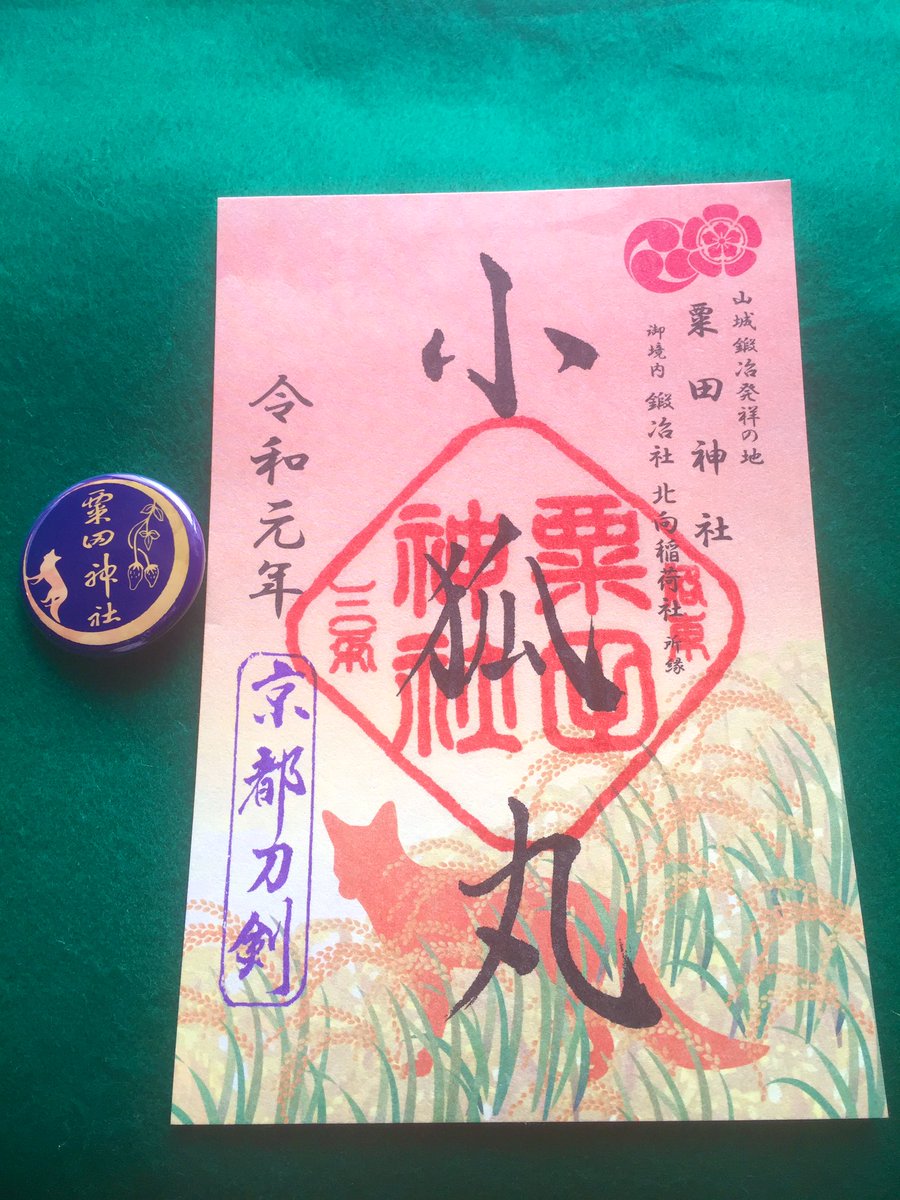 山城鍛冶発祥の地
粟田神社
御境内 鍛冶社 北向稲荷社 所縁
小狐丸
粟田
神社
令和元年
京都刀剣
粟田神社